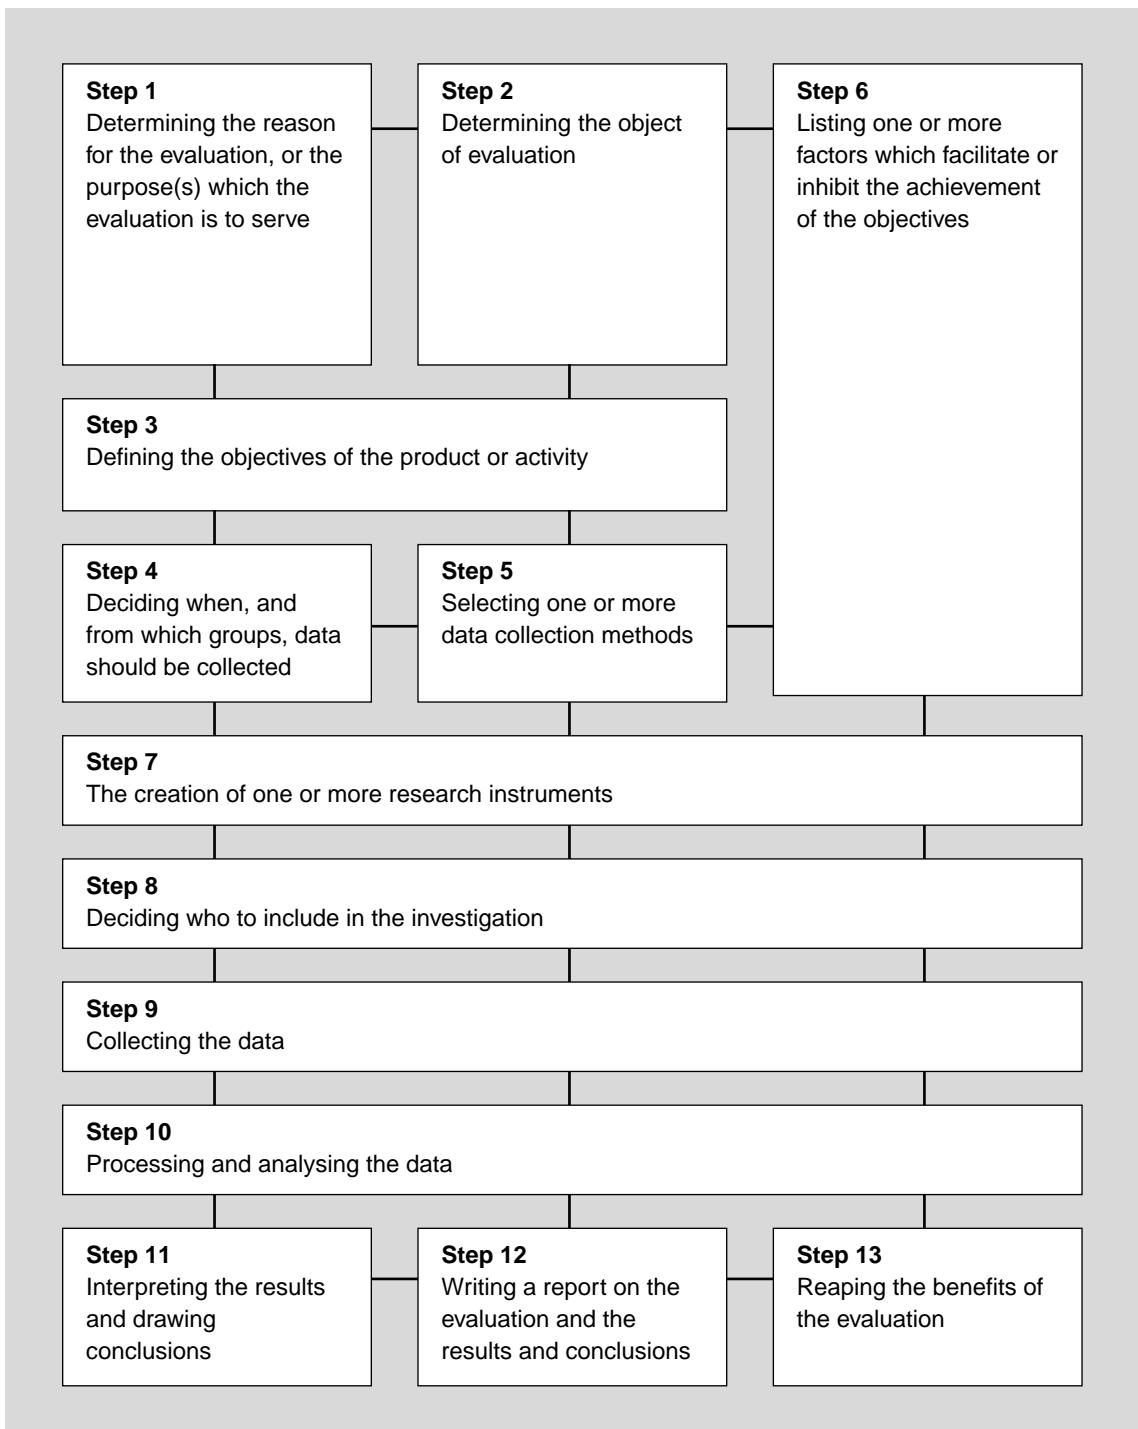 Step 1
Determining the reason
for the evaluation, or the
purpose(s) which the
evaluation is to serve
Step 2
Determining the object
of evaluation
Step 6
Listing one or more
factors which facilitate or
inhibit the achievement
of the objectives
Step 3
Defining the objectives of the product or activity
Step 4
Deciding when, and
from which groups, data
should be collected
Step 5
Selecting one or more
data collection methods
Step 7
The creation of one or more research instruments
Step 8
Deciding who to include in the investigation
Step 9
Collecting the data
Step 10
Processing and analysing the data
Step 11
Interpreting the results
and drawing
conclusions
Step 12
Writing a report on the
evaluation and the
results and conclusions
Step 13
Reaping the benefits of
the evaluation